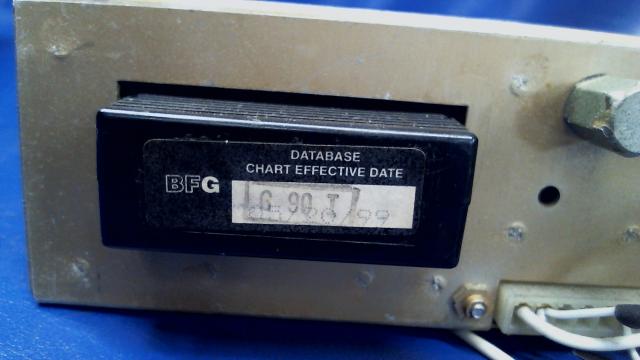 DATABASE
CHART EFFECTIVE DATE
BFG
G 90 T